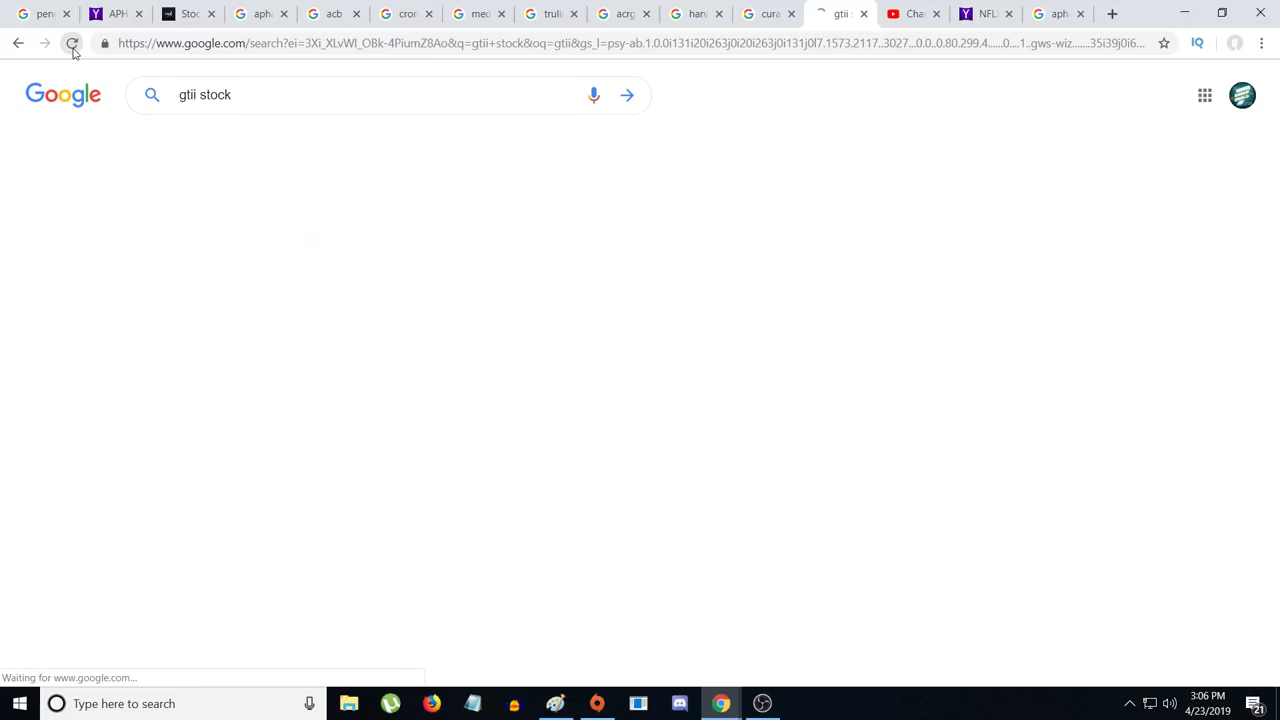 pen
APH
Stoc
apha
acb
cron
med
truli
acrg
harv
cura
gtii s
Cha
NFL
aph
https://www.google.com/search?ei=3Xi_XLvWI_OBk-4PiumZ8Ao&q=gtii+stock&oq=gtii&gs_l=psy-ab.1.0.0i131i20i263j0i20i263j0i131j0l7.1573.2117..3027...0.0..0.80.299.4......0....1..gws-wiz.......35i39j0i6...
IQ
Google
gtii stock
Waiting for www.google.com...
Type here to search
3:06 PM
4/23/2019
21